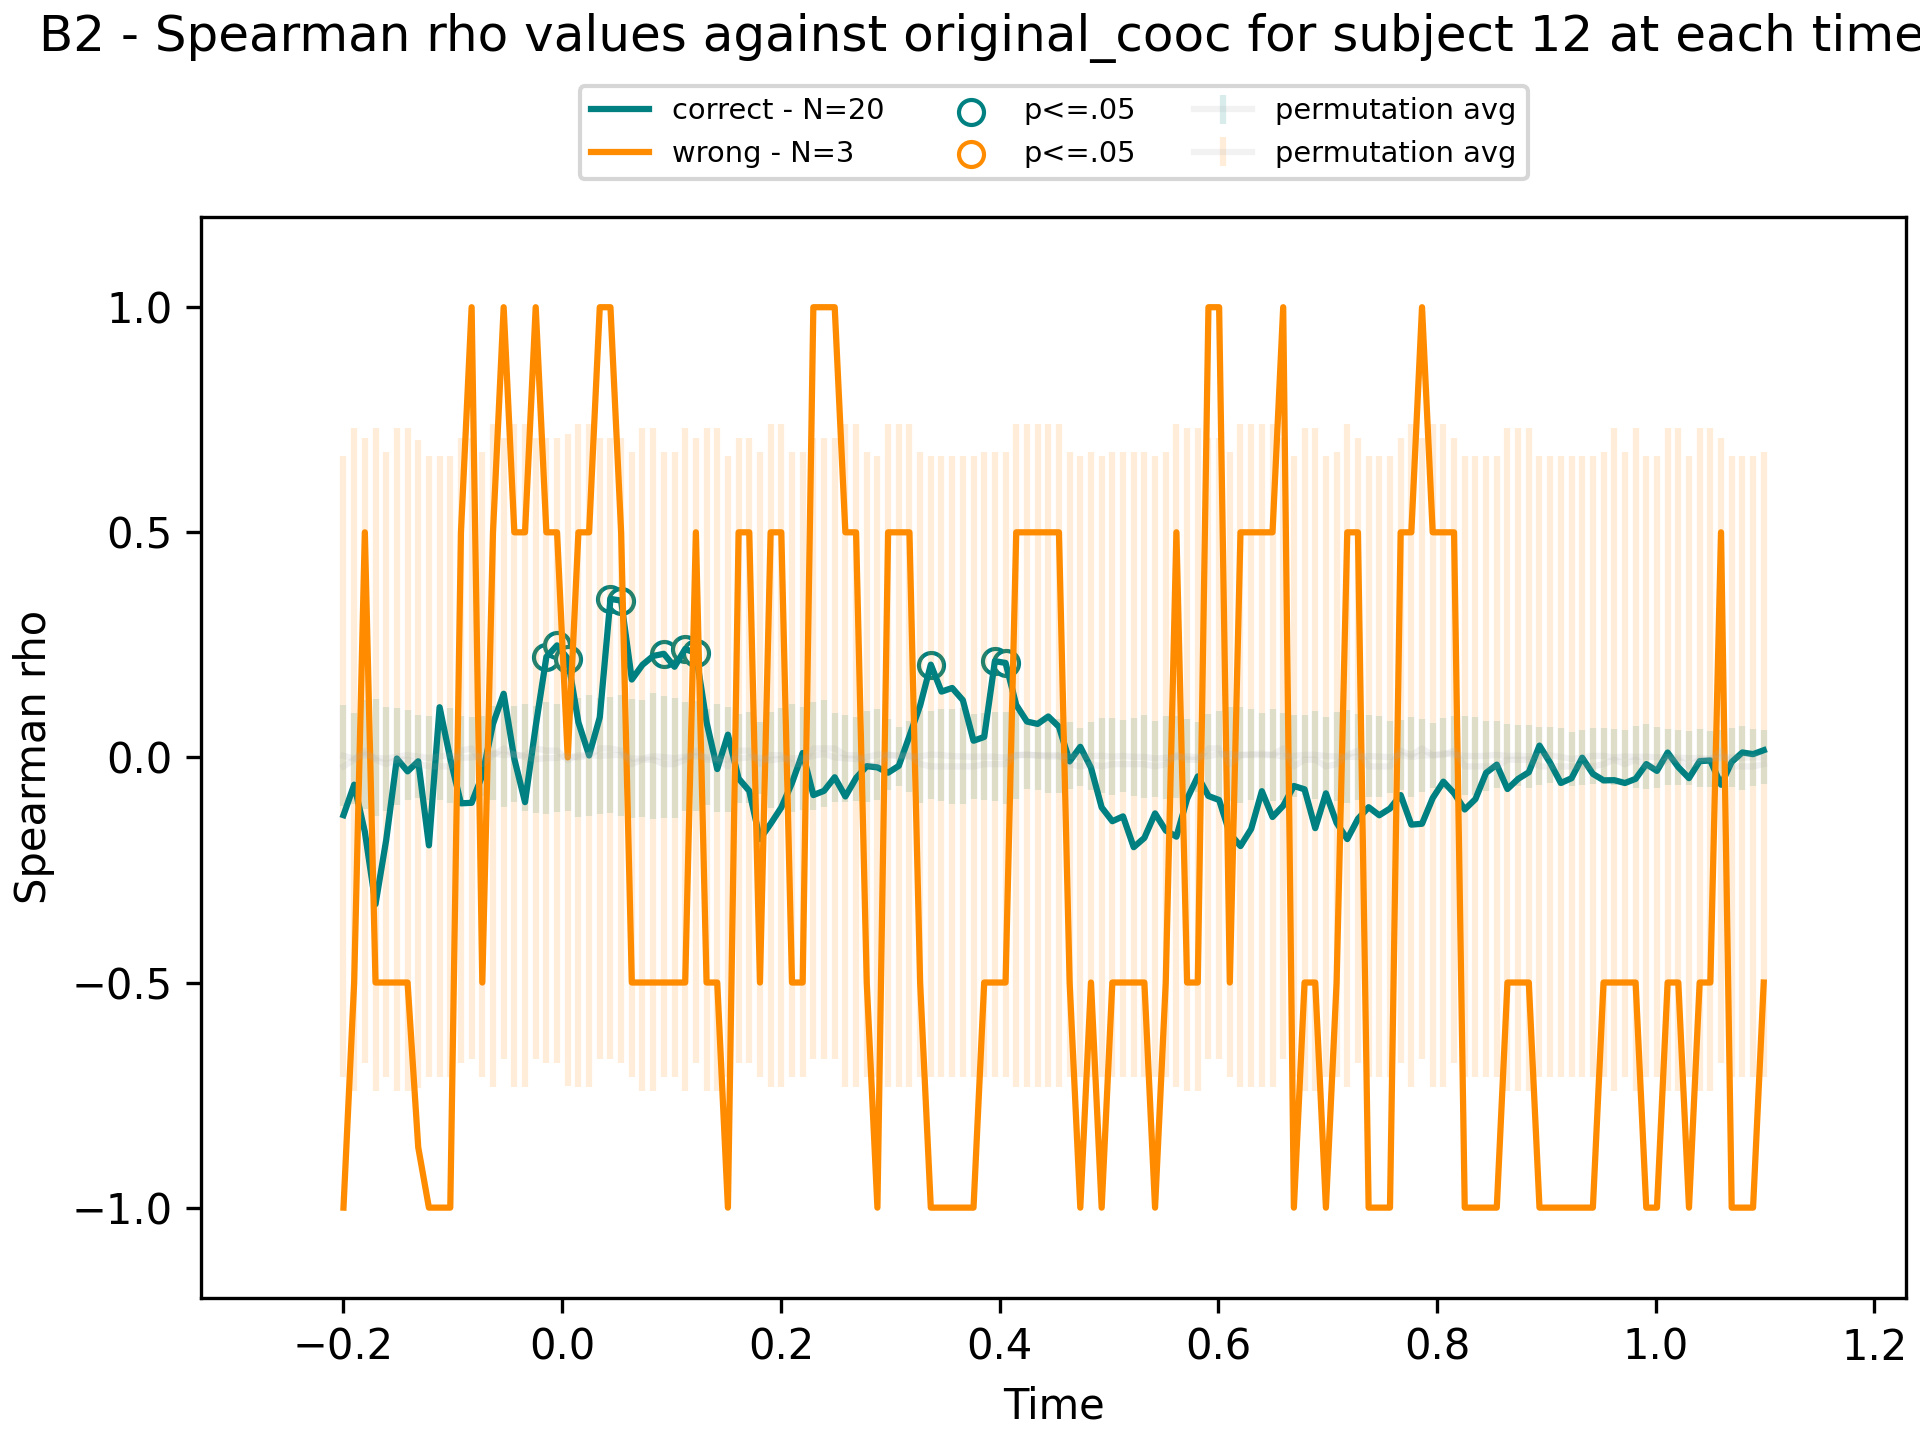 B2 - Spearman rho values against original_cooc for subject 12 at each time
correct - N=20
wrong - N=3
p<=.05
p<=.05
permutation avg
permutation avg
Spearman rho
1.0
0.5
0.0
−0.5
−1.0
−0.2
0.0
0.2
0.4
0.6
0.8
1.0
1.2
Time